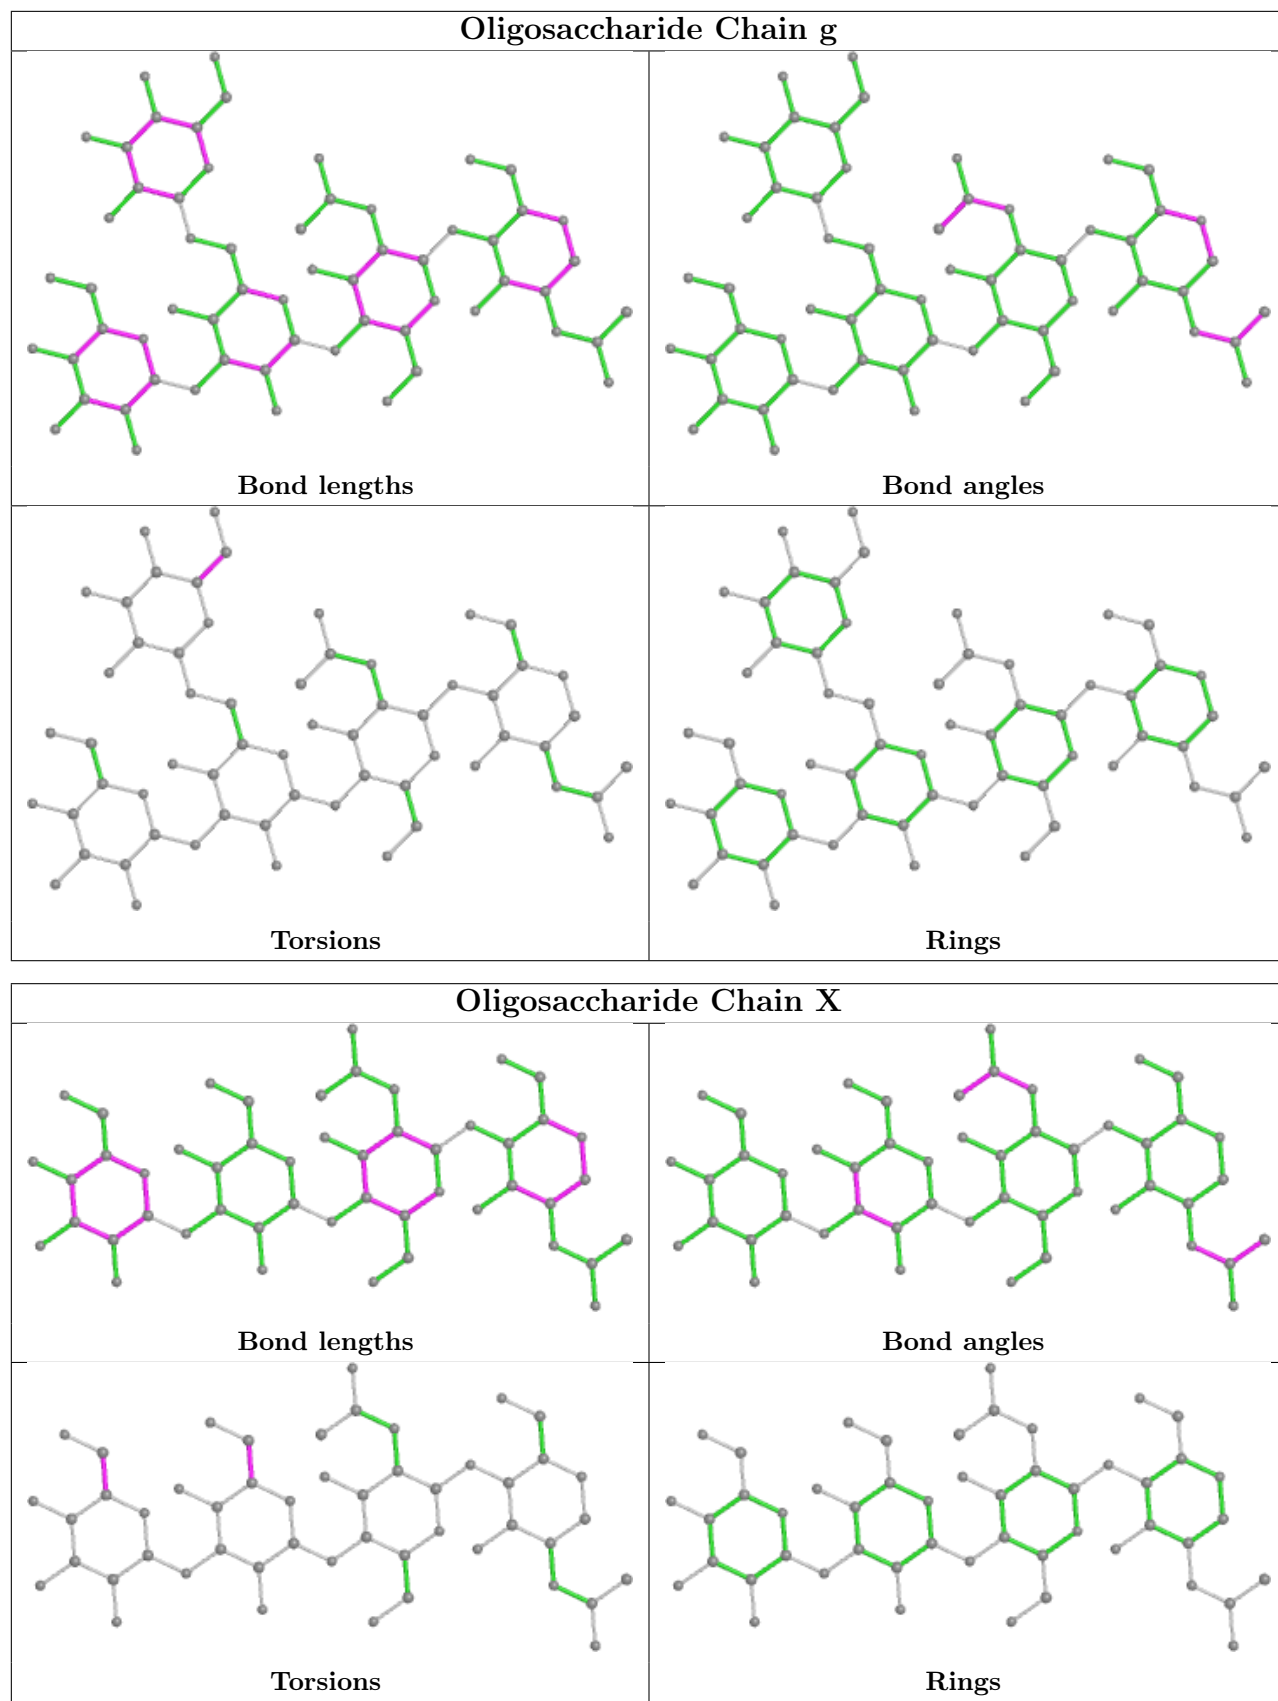 Oligosaccharide Chain g
Bond lengths
Bond angles
Torsions
Rings
Oligosaccharide Chain X
Bond lengths
Bond angles
Torsions
Rings